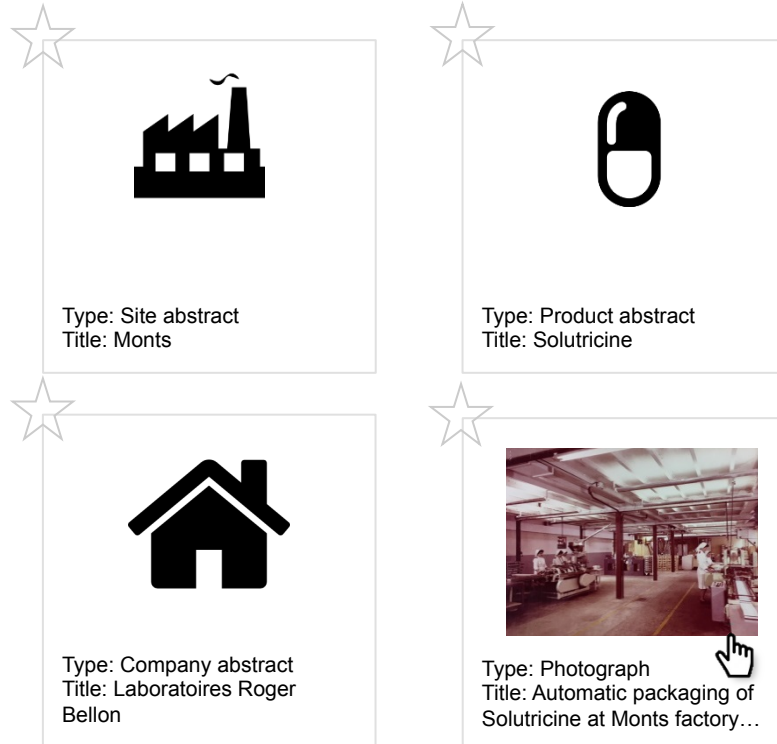 Type: Site abstract
Title: Monts
Type: Product abstract
Title: Solutricine
Type: Company abstract
Title: Laboratoires Roger
Bellon
Type: Photograph
Title: Automatic packaging of
Solutricine at Monts factory…